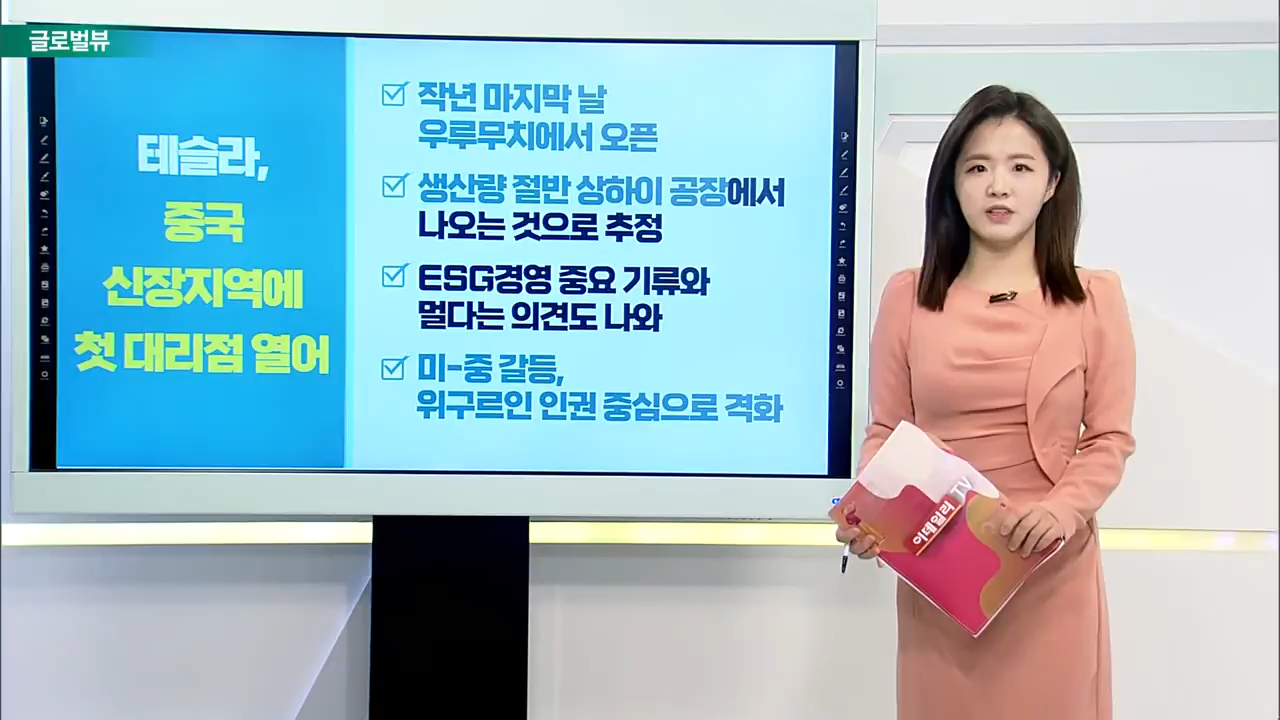 글로벌뷰
테슬라,
중국
신장지역에
첫 대리점 열어
작년 마지막 날
우루무치에서 오픈
생산량 절반 상하이 공장에서
나오는 것으로 추정
ESG경영 중요 기류와
멀다는 의견도 나와
미-중 갈등,
위구르인 인권 중심으로 격화
이데일리 TV